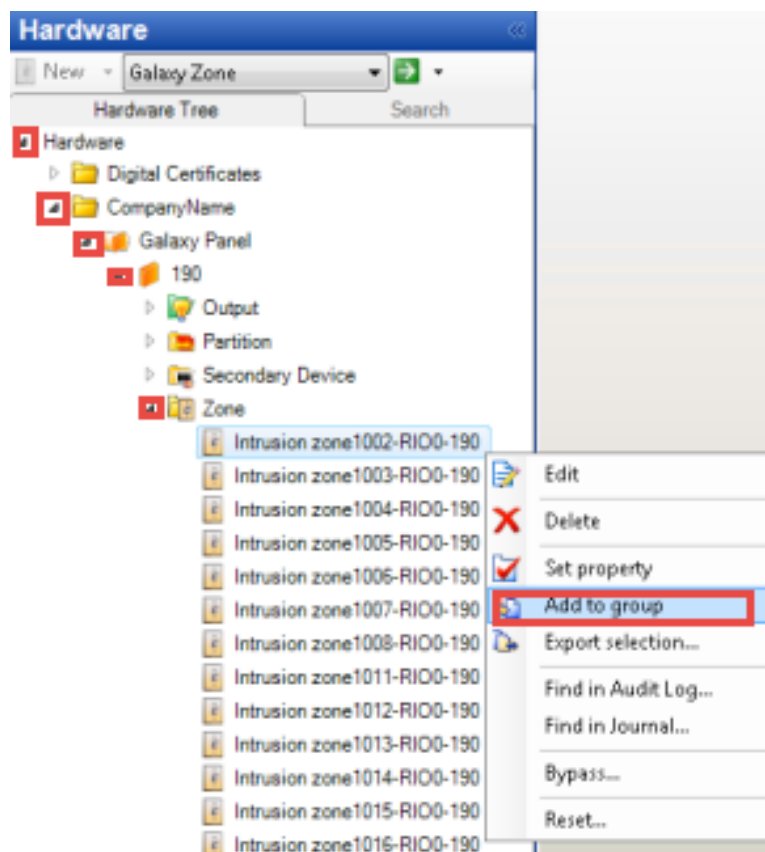 Hardware
New
Galaxy Zone
Hardware Tree
Search
Hardware
Digital Certificates
CompanyName
Galaxy Panel
190
Output
Partition
Secondary Device
Zone
Intrusion zone1002-RIO0-190
Intrusion zone1003-RIO0-190
Intrusion zone1004-RIO0-190
Intrusion zone1005-RIO0-190
Intrusion zone1006-RIO0-190
Intrusion zone1007-RIO0-190
Intrusion zone1008-RIO0-190
Intrusion zone1011-RIO0-190
Intrusion zone1012-RIO0-190
Intrusion zone1013-RIO0-190
Intrusion zone1014-RIO0-190
Intrusion zone1015-RIO0-190
Intrusion zone1016-RIO0-190
Edit
Delete
Set property
Add to group
Export selection...
Find in Audit Log...
Find in Journal...
Bypass...
Reset...